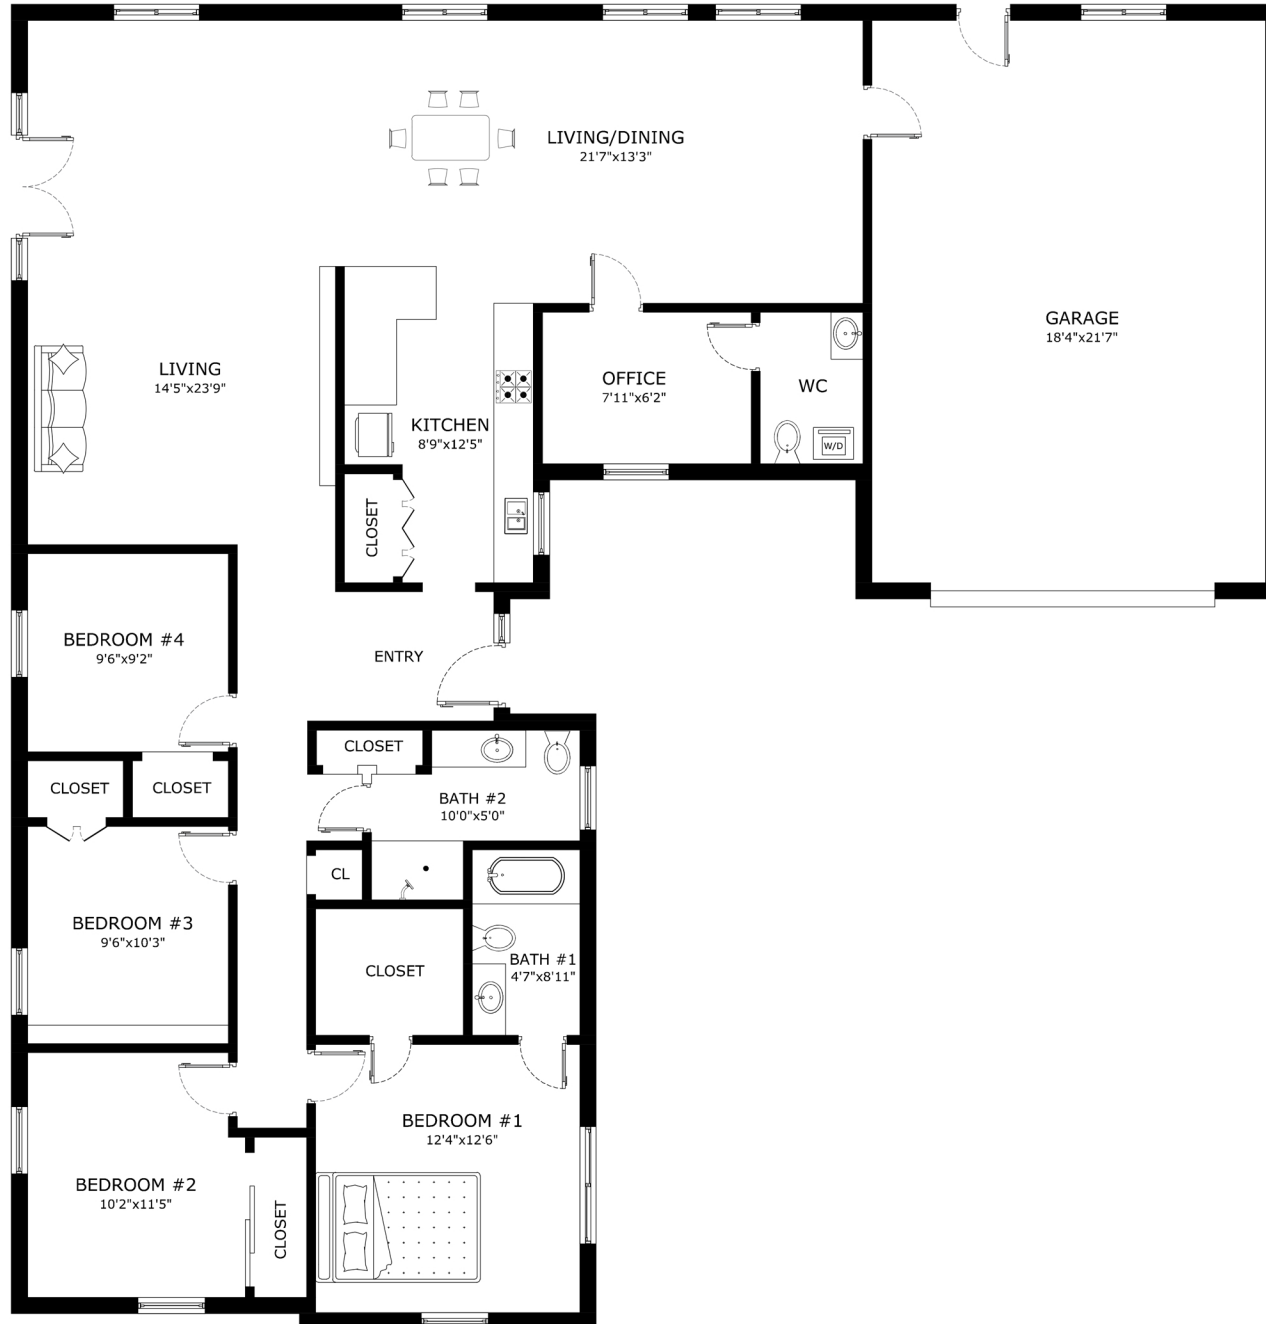 LIVING/DINING
21'7"x13'3"
GARAGE
18'4"x21'7"
LIVING
14'5"x23'9"
OFFICE
7'11"x6'2"
WC
W/D
KITCHEN
8'9"x12'5"
CLOSET
BEDROOM #4
9'6"x9'2"
ENTRY
CLOSET
CLOSET
CLOSET
BATH #2
10'0"x5'0"
CL
BEDROOM #3
9'6"x10'3"
CLOSET
BATH #1
4'7"x8'11"
BEDROOM #1
12'4"x12'6"
BEDROOM #2
10'2"x11'5"
CLOSET